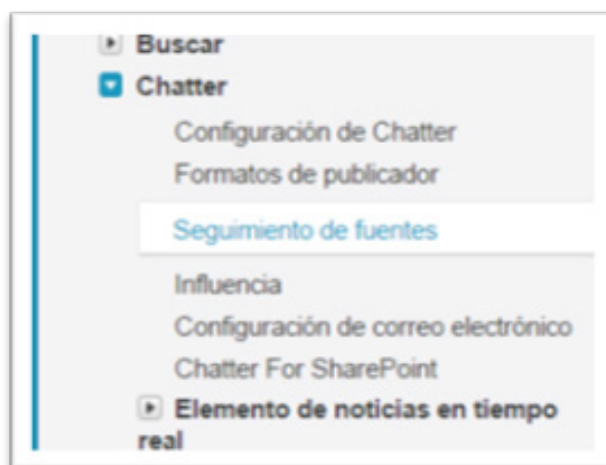 Buscar
Chatter
Configuración de Chatter
Formatos de publicador
Seguimiento de fuentes
Influencia
Configuración de correo electrónico
Chatter For SharePoint
Elemento de noticias en tiempo
real